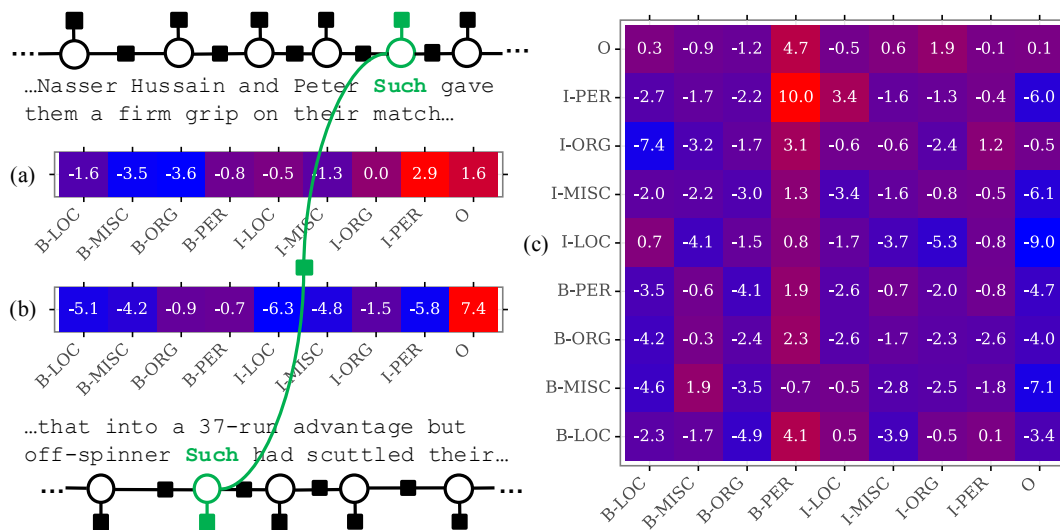 …Nasser Hussain and Peter Such gave
them a firm grip on their match…
(a)
-1.6 -3.5 -3.6 -0.8 -0.5 -1.3 0.0 2.9 1.6
B-LOC B-MISC B-ORG B-PER I-LOC I-MISC I-ORG I-PER O
(b)
-5.1 -4.2 -0.9 -0.7 -6.3 -4.8 -1.5 -5.8 7.4
B-LOC B-MISC B-ORG B-PER I-LOC I-MISC I-ORG I-PER O
…that into a 37-run advantage but
off-spinner Such had scuttled their…
(c)
O 0.3 -0.9 -1.2 4.7 -0.5 0.6 1.9 -0.1 0.1
I-PER -2.7 -1.7 -2.2 10.0 3.4 -1.6 -1.3 -0.4 -6.0
I-ORG -7.4 -3.2 -1.7 3.1 -0.6 -0.6 -2.4 1.2 -0.5
I-MISC -2.0 -2.2 -3.0 1.3 -3.4 -1.6 -0.8 -0.5 -6.1
I-LOC 0.7 -4.1 -1.5 0.8 -1.7 -3.7 -5.3 -0.8 -9.0
B-PER -3.5 -0.6 -4.1 1.9 -2.6 -0.7 -2.0 -0.8 -4.7
B-ORG -4.2 -0.3 -2.4 2.3 -2.6 -1.7 -2.3 -2.6 -4.0
B-MISC -4.6 1.9 -3.5 -0.7 -0.5 -2.8 -2.5 -1.8 -7.1
B-LOC -2.3 -1.7 -4.9 4.1 0.5 -3.9 -0.5 0.1 -3.4
B-LOC B-MISC B-ORG B-PER I-LOC I-MISC I-ORG I-PER O